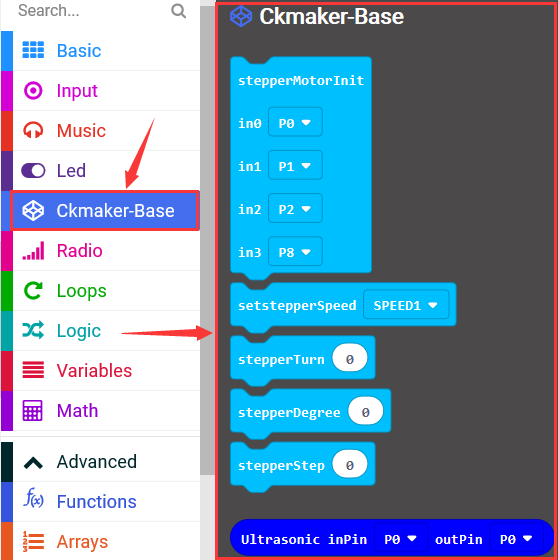 Search...
Basic
Input
Music
Led
Ckmaker-Base
Radio
Loops
Logic
Variables
Math
Advanced
f(x) Functions
Arrays
Ckmaker-Base
stepperMotorInit
in0 P0
in1 P1
in2 P2
in3 P8
setstepperSpeed SPEED1
stepperTurn 0
stepperDegree 0
stepperStep 0
Ultrasonic inPin P0 outPin P0